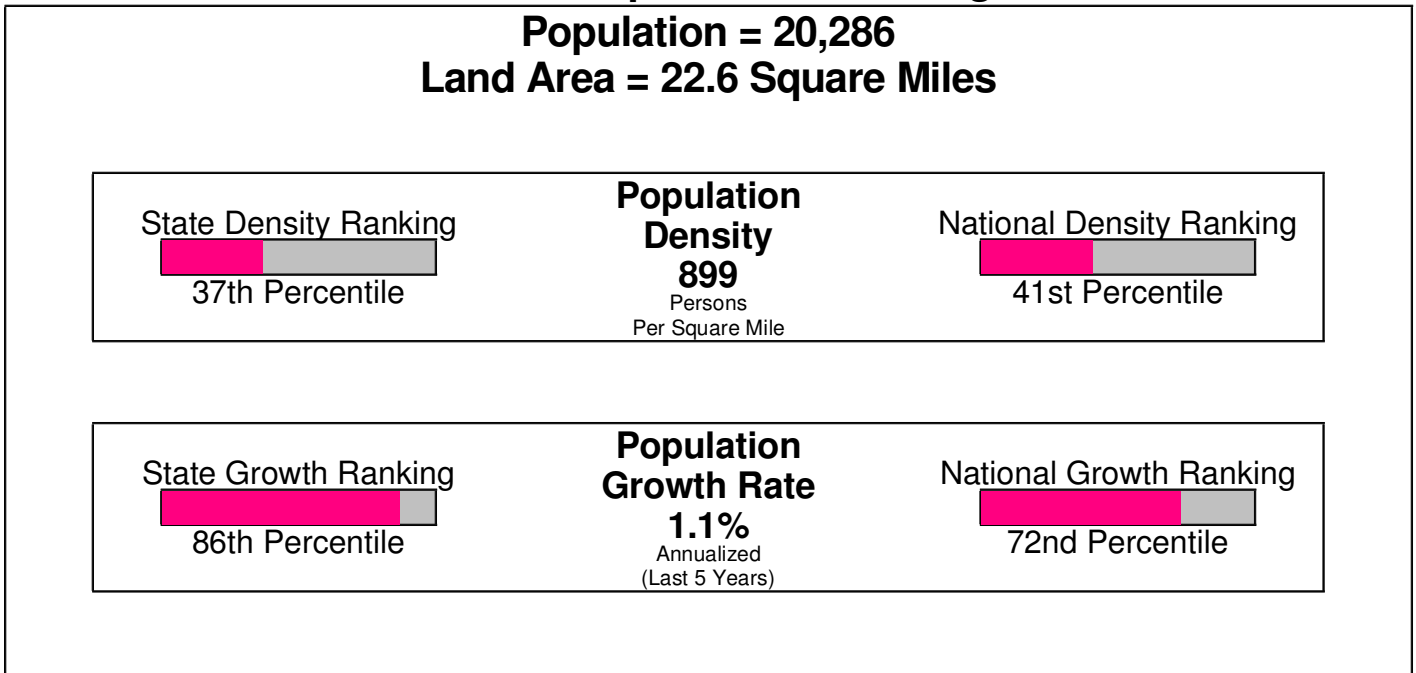 Population = 20,286
Land Area = 22.6 Square Miles
Population
Density
899
Persons
Per Square Mile
State Density Ranking
37th Percentile
National Density Ranking
41st Percentile
Population
Growth Rate
1.1%
Annualized
(Last 5 Years)
State Growth Ranking
86th Percentile
National Growth Ranking
72nd Percentile